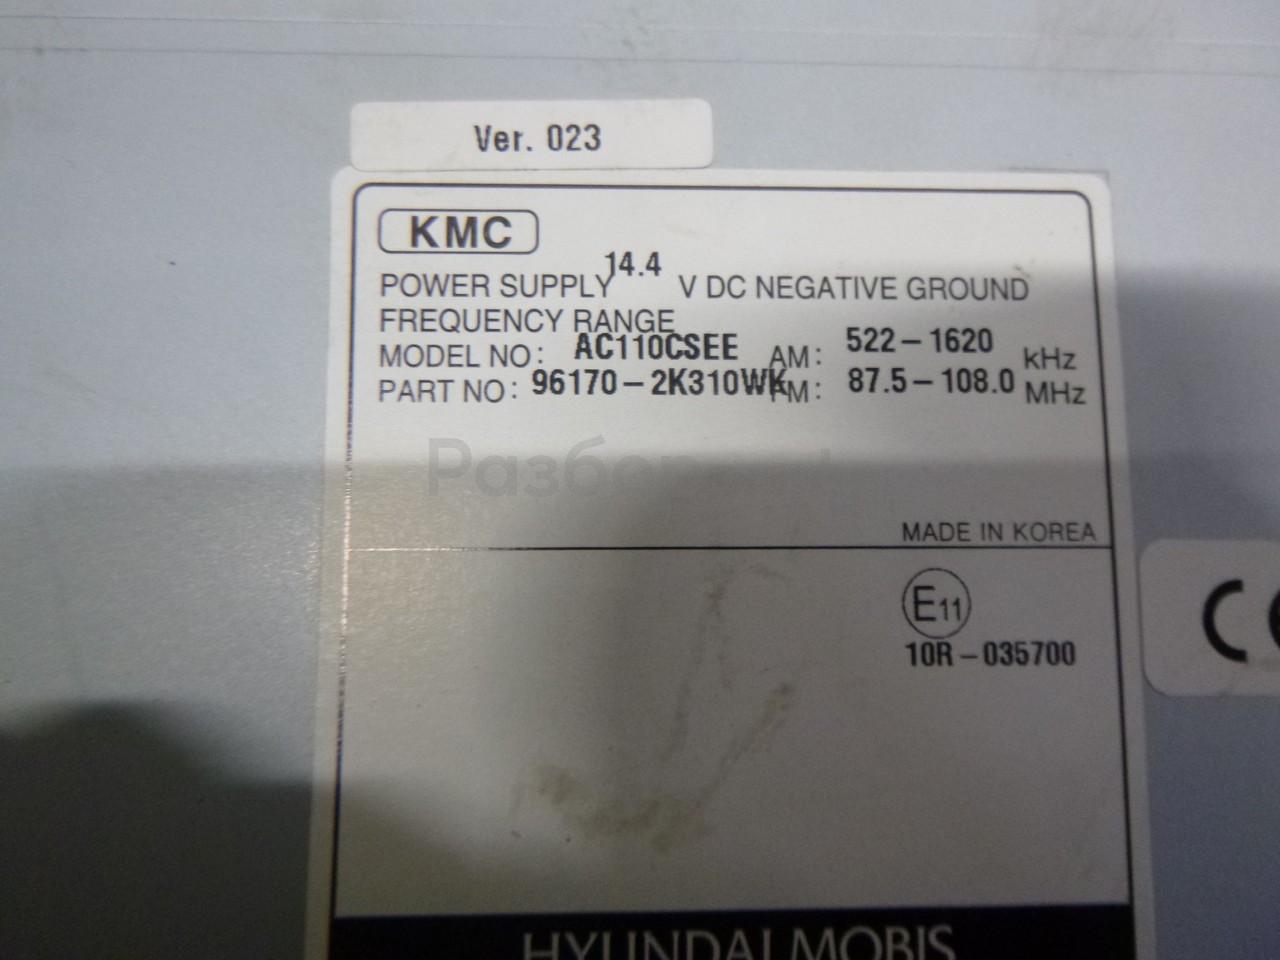 Ver. 023
KMC
POWER SUPPLY 14.4 V DC NEGATIVE GROUND
FREQUENCY RANGE
MODEL NO: AC110CSEE AM: 522-1620 kHz
PART NO: 96170-2K310WK FM: 87.5-108.0 MHz
MADE IN KOREA
E11
10R-035700
CE
HYUNDAI MOBIS